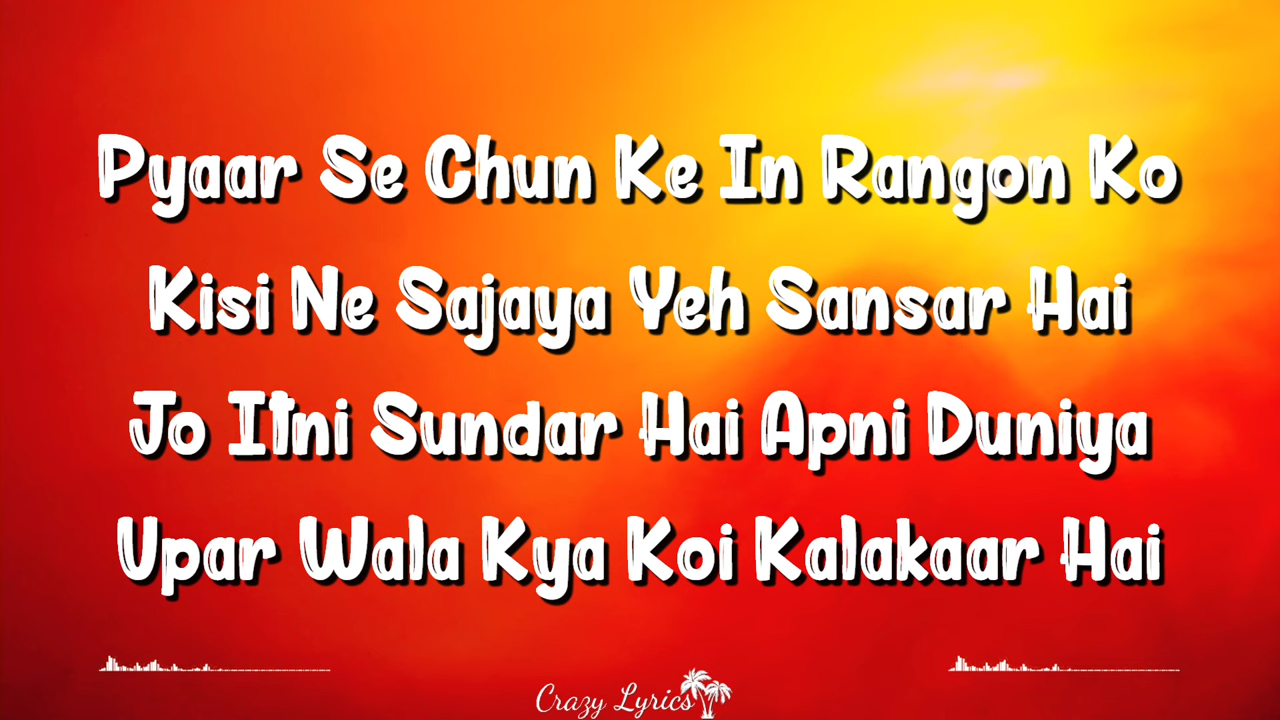 Pyaar Se Chun Ke In Rangon Ko
Kisi Ne Sajaya Yeh Sansar Hai
Jo Itni Sundar Hai Apni Duniya
Upar Wala Kya Koi Kalakaar Hai
Crazy Lyrics